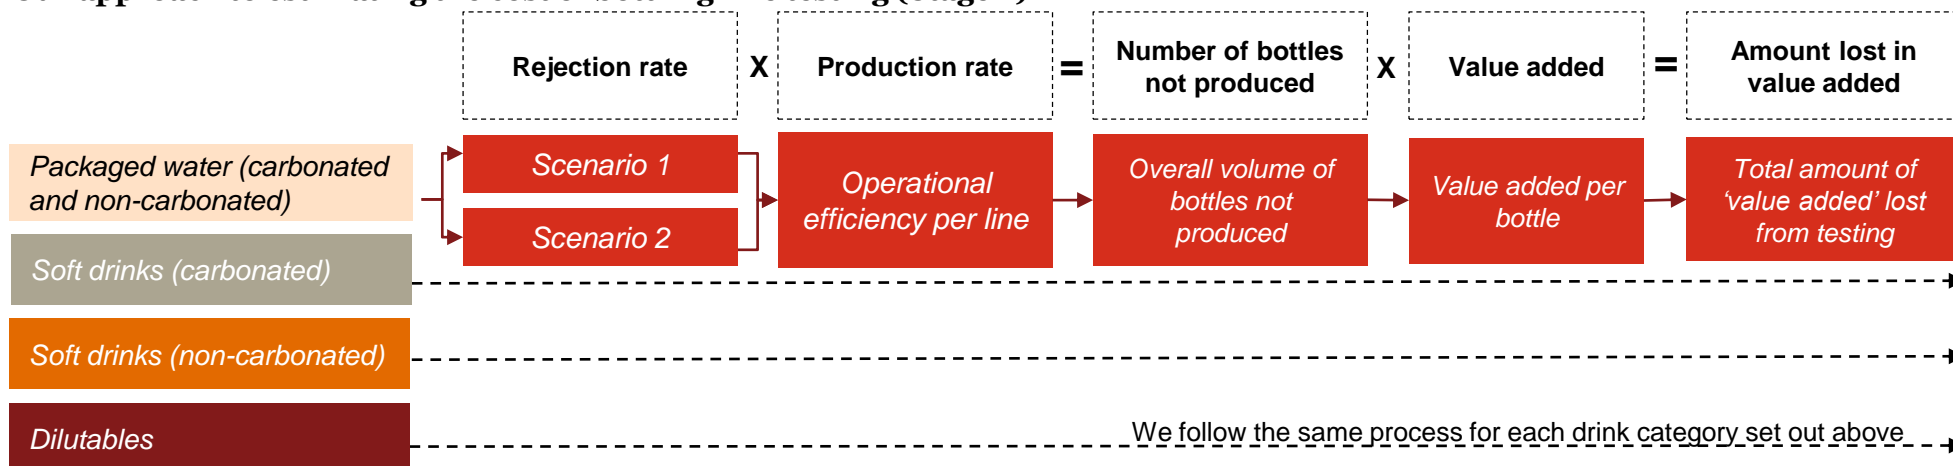 Rejection rate X Production rate = Number of bottles not produced X Value added = Amount lost in value added
Packaged water (carbonated
and non-carbonated)
Scenario 1
Scenario 2
Operational
efficiency per line
Overall volume of
bottles not
produced
Value added per
bottle
Total amount of
‘value added’ lost
from testing
Soft drinks (carbonated)
Soft drinks (non-carbonated)
Dilutables
We follow the same process for each drink category set out above